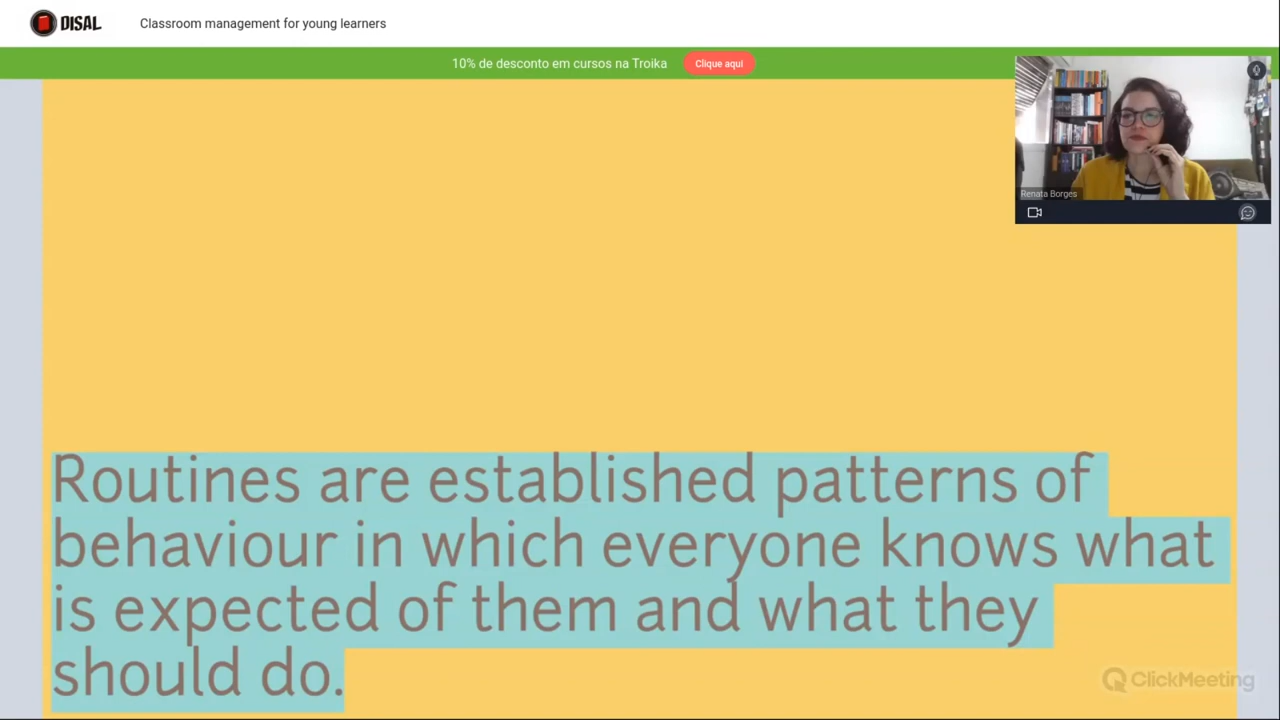 DISAL
Classroom management for young learners
10% de desconto em cursos na Troika
Clique aqui
Renata Borges
Routines are established patterns of
behaviour in which everyone knows what
is expected of them and what they
should do.
ClickMeeting